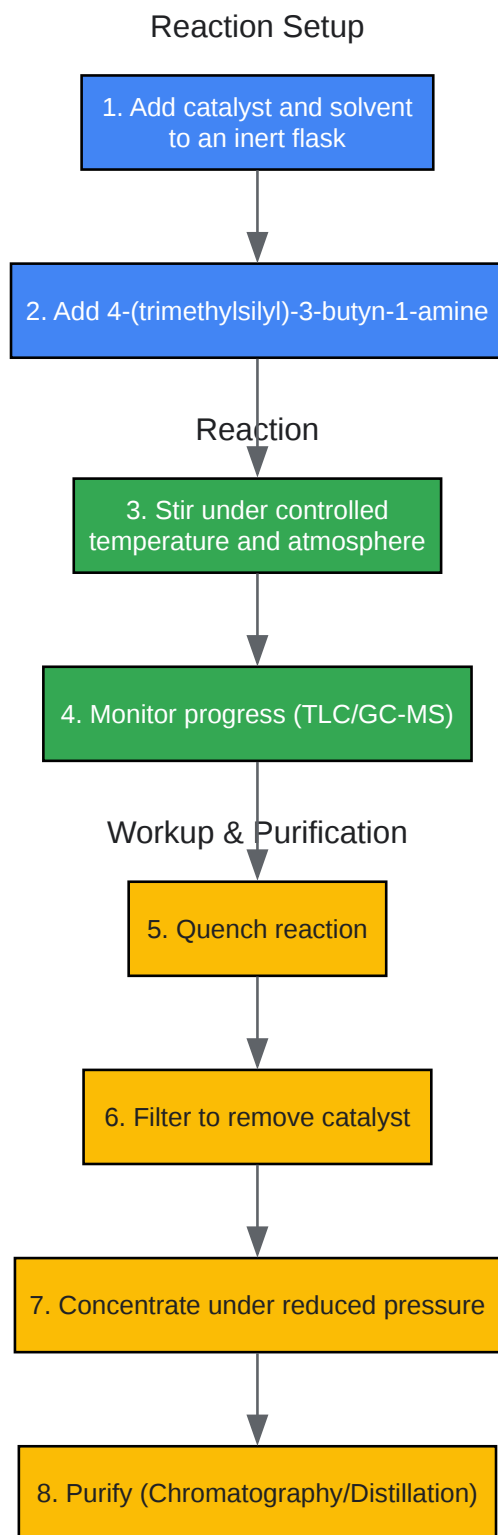 Reaction Setup
1. Add catalyst and solvent
to an inert flask
2. Add 4-(trimethylsilyl)-3-butyn-1-amine
Reaction
3. Stir under controlled
temperature and atmosphere
4. Monitor progress (TLC/GC-MS)
Workup & Purification
5. Quench reaction
6. Filter to remove catalyst
7. Concentrate under reduced pressure
8. Purify (Chromatography/Distillation)